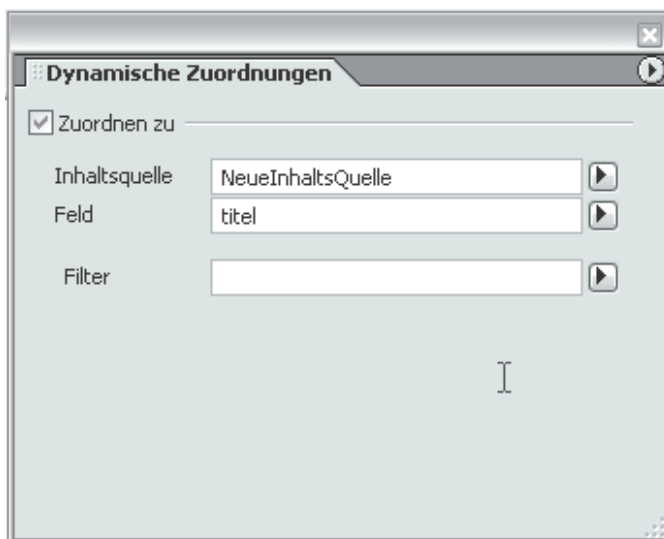 Dynamische Zuordnungen
Zuordnen zu
Inhaltsquelle NeueInhaltsQuelle
Feld titel
Filter